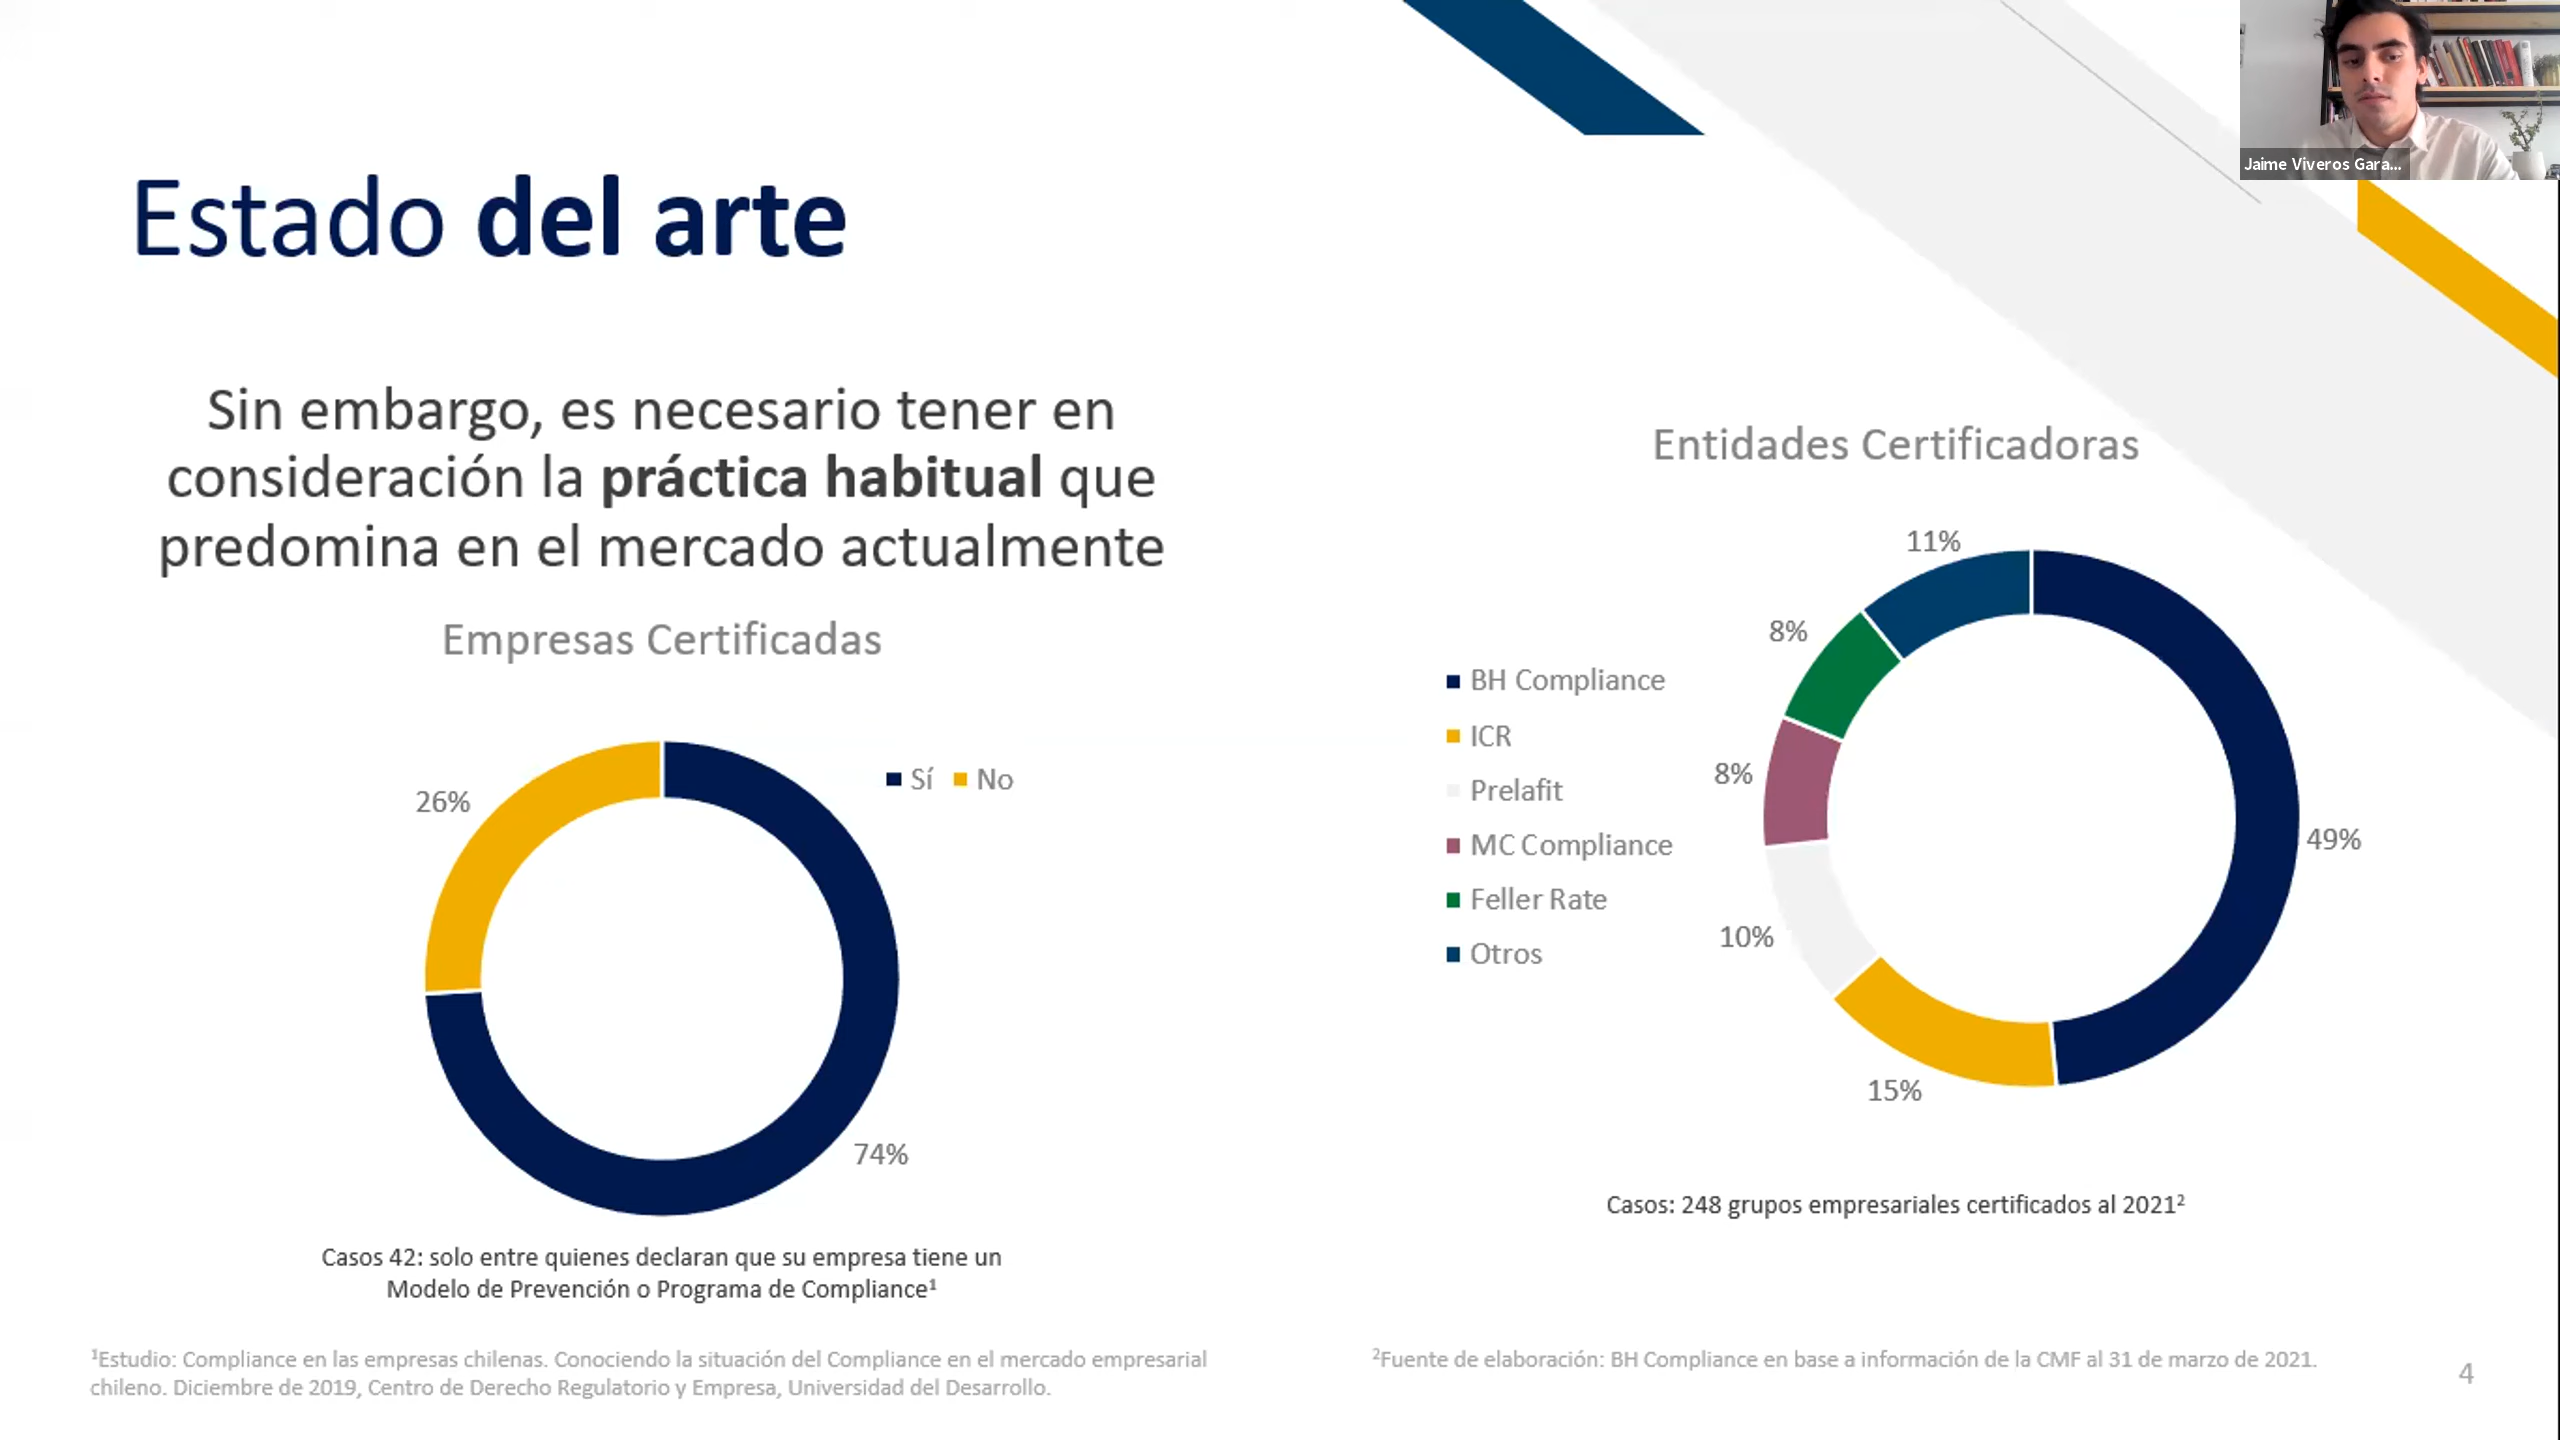 Jaime Viveros Gara...
Estado del arte
Sin embargo, es necesario tener en
consideración la práctica habitual que
predomina en el mercado actualmente
Empresas Certificadas
Sí No
26%
74%
Casos 42: solo entre quienes declaran que su empresa tiene un
Modelo de Prevención o Programa de Compliance¹
¹Estudio: Compliance en las empresas chilenas. Conociendo la situación del Compliance en el mercado empresarial
chileno. Diciembre de 2019, Centro de Derecho Regulatorio y Empresa, Universidad del Desarrollo.
Entidades Certificadoras
BH Compliance
ICR
Prelafit
MC Compliance
Feller Rate
Otros
11%
8%
8%
10%
15%
49%
Casos: 248 grupos empresariales certificados al 2021²
²Fuente de elaboración: BH Compliance en base a información de la CMF al 31 de marzo de 2021.
4